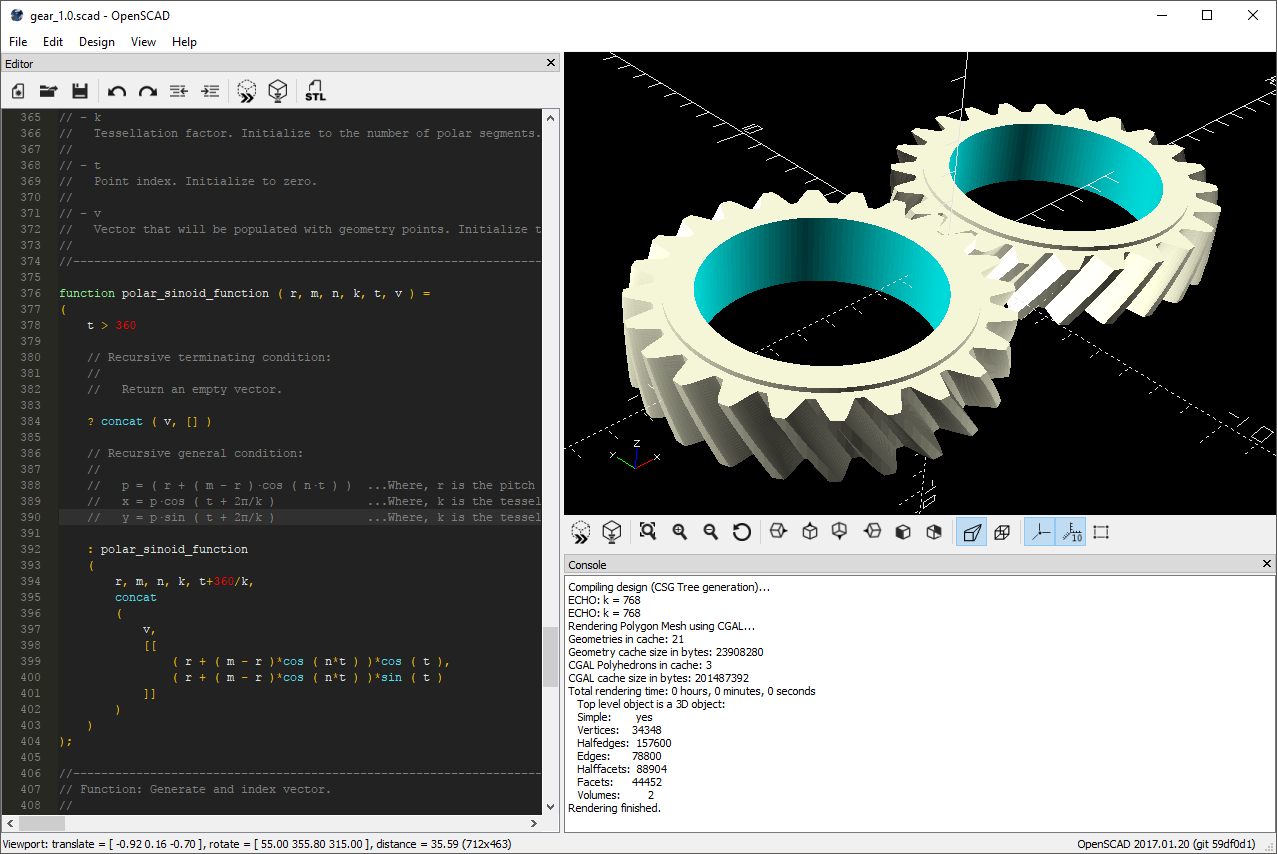 gear_1.0.scad - OpenSCAD
File Edit Design View Help
Editor
STL
365 // - k
366 //   Tessellation factor. Initialize to the number of polar segments.
367 //
368 // - t
369 //   Point index. Initialize to zero.
370 //
371 // - v
372 //   Vector that will be populated with geometry points. Initialize t
373 //
374 //-------------------------------------------------------------------
375
376 function polar_sinoid_function ( r, m, n, k, t, v ) =
377 (
378     t > 360
379
380     // Recursive terminating condition:
381     //
382     //   Return an empty vector.
383
384     ? concat ( v, [] )
385
386     // Recursive general condition:
387     //
388     //   p = ( r + ( m - r )·cos ( n·t ) )  ...Where, r is the pitch
389     //   x = p·cos ( t + 2π/k )             ...Where, k is the tessel
390     //   y = p·sin ( t + 2π/k )             ...Where, k is the tessel
391
392     : polar_sinoid_function
393     (
394         r, m, n, k, t+360/k,
395         concat
396         (
397             v,
398             [[
399                 ( r + ( m - r )*cos ( n*t ) )*cos ( t ),
400                 ( r + ( m - r )*cos ( n*t ) )*sin ( t )
401             ]]
402         )
403     )
404 );
405
406 //-------------------------------------------------------------------
407 // Function: Generate and index vector.
408 //
Z
Y X
10
Console
Compiling design (CSG Tree generation)...
ECHO: k = 768
ECHO: k = 768
Rendering Polygon Mesh using CGAL...
Geometries in cache: 21
Geometry cache size in bytes: 23908280
CGAL Polyhedrons in cache: 3
CGAL cache size in bytes: 201487392
Total rendering time: 0 hours, 0 minutes, 0 seconds
Top level object is a 3D object:
Simple: yes
Vertices: 34348
Halfedges: 157600
Edges: 78800
Halffacets: 88904
Facets: 44452
Volumes: 2
Rendering finished.
Viewport: translate = [ -0.92 0.16 -0.70 ], rotate = [ 55.00 355.80 315.00 ], distance = 35.59 (712x463)
OpenSCAD 2017.01.20 (git 59df0d1)